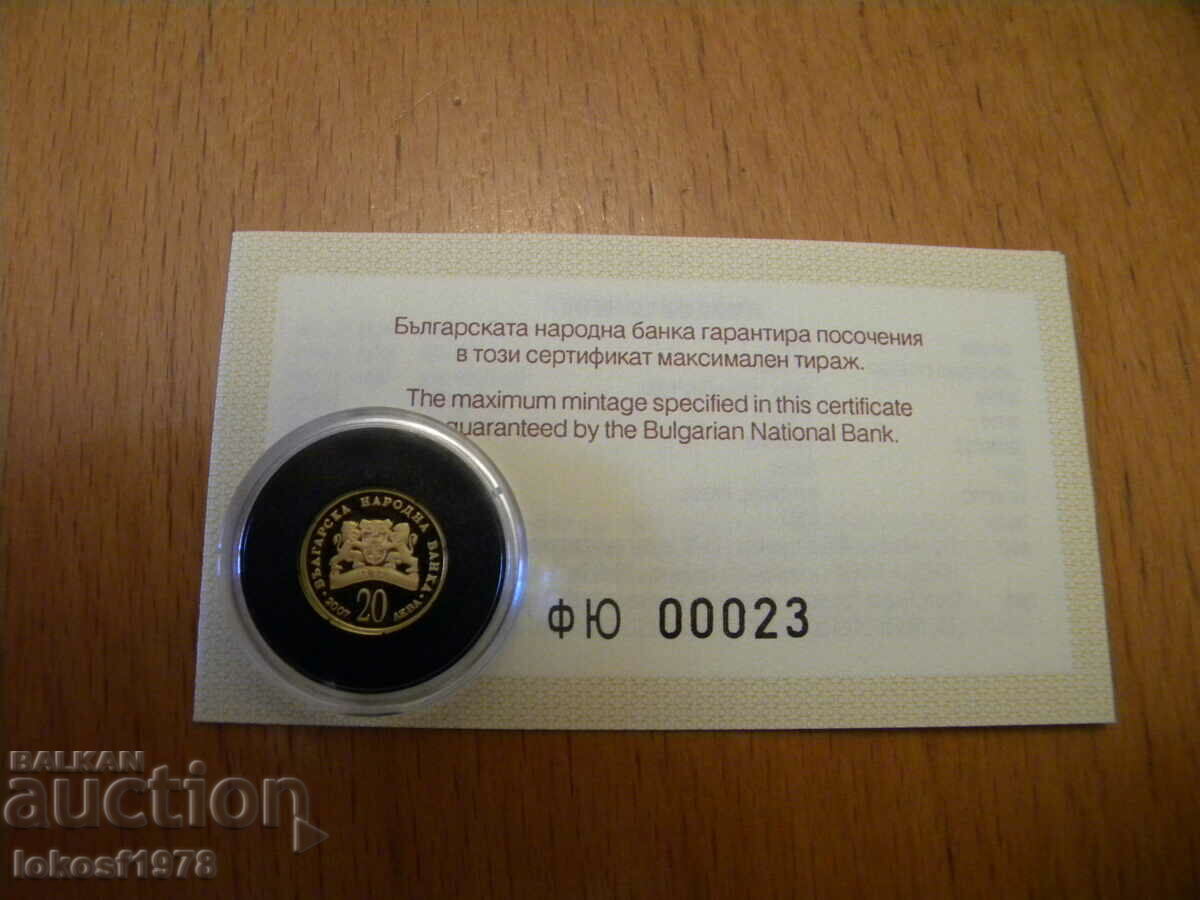 Българската народна банка гарантира посочения
в този сертификат максимален тираж.
The maximum mintage specified in this certificate
guaranteed by the Bulgarian National Bank.
БЪЛГАРСКА НАРОДНА БАНКА
2007 20 ЛЕВА
ФЮ 00023
BALKAN
auction
lokosf1978